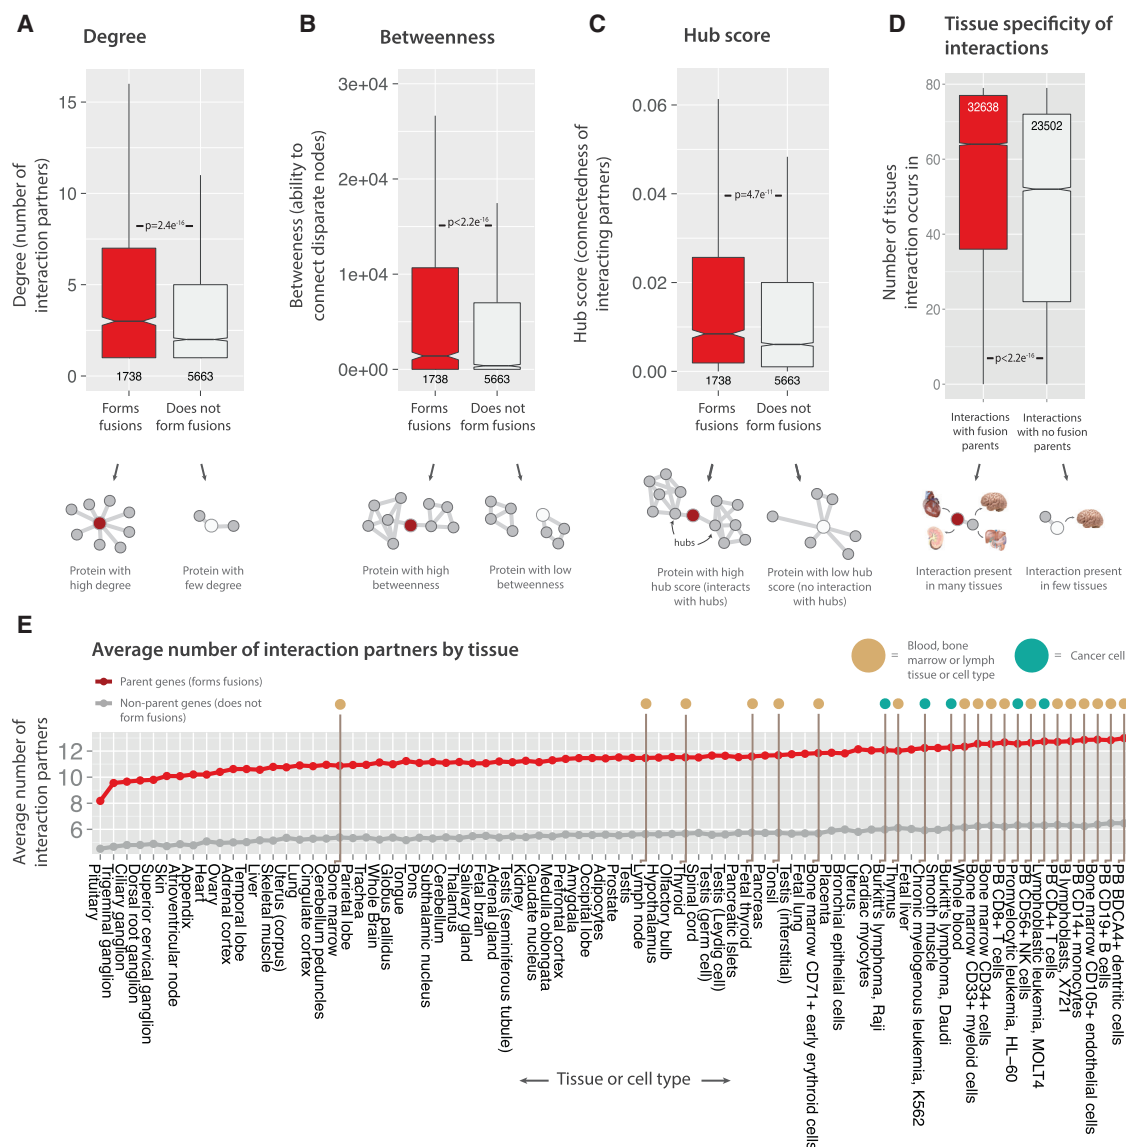 A
Degree
Degree (number of
interaction partners)
15
10
5
0
p=2.4e-16
1738
5663
Forms
fusions
Does not
form fusions
Protein with
high degree
Protein with
few degree
B
Betweenness
Betweeness (ability to
connect disparate nodes)
3e+04
2e+04
1e+04
0e+00
p<2.2e-16
1738
5663
Forms
fusions
Does not
form fusions
Protein with high
betweenness
Protein with low
betweenness
C
Hub score
Hub score (connectedness of
interacting partners)
0.06
0.04
0.02
0.00
p=4.7e-11
1738
5663
Forms
fusions
Does not
form fusions
hubs
Protein with high
hub score (interacts
with hubs)
Protein with low hub
score (no interaction
with hubs)
D
Tissue specificity of
interactions
Number of tissues
interaction occurs in
80
60
40
20
0
32638
23502
p<2.2e-16
Interactions
with fusion
parents
Interactions
with no fusion
parents
Interaction present
in many tissues
Interaction present
in few tissues
E
Average number of interaction partners by tissue
Parent genes (forms fusions)
Non-parent genes (does not
form fusions)
= Blood, bone
marrow or lymph
tissue or cell type
= Cancer cell
Average number of
interaction partners
12
10
8
6
Pituitary
Trigeminal ganglion
Ciliary ganglion
Dorsal root ganglion
Superior cervical ganglion
Skin
Atrioventricular node
Appendix
Heart
Ovary
Adrenal cortex
Temporal lobe
Liver
Skeletal muscle
Uterus (corpus)
Lung
Cingulate cortex
Cerebellum peduncles
Bone marrow
Parietal lobe
Trachea
Whole Brain
Globus pallidus
Tongue
Pons
Subthalamic nucleus
Cerebellum
Thalamus
Salivary gland
Fetal brain
Adrenal gland
Testis (seminiferous tubule)
Kidney
Caudate nucleus
Medulla oblongata
Prefrontal cortex
Amygdala
Occipital lobe
Adipocytes
Prostate
Testis
Lymph node
Hypothalamus
Olfactory bulb
Thyroid
Spinal cord
Testis (germ cell)
Testis (Leydig cell)
Pancreatic Islets
Fetal thyroid
Pancreas
Tonsil
Testis (interstitial)
Fetal lung
Bone marrow CD71+ early erythroid cells
Placenta
Bronchial epithelial cells
Uterus
Cardiac myocytes
Burkitt's lymphoma, Raji
Thymus
Fetal liver
Chronic myelogenous leukemia, K562
Smooth muscle
Burkitt's lymphoma, Daudi
Whole blood
Bone marrow CD33+ myeloid cells
Bone marrow CD34+ cells
PB CD8+ T cells
Promyelocytic leukemia, HL-60
PB CD56+ NK cells
Lymphoblastic leukemia, MOLT4
PB CD4+ T cells
B lymphoblasts, X721
PB CD14+ monocytes
Bone marrow CD105+ endothelial cells
PB CD19+ B cells
PB BDCA4+ dentritic cells
Tissue or cell type